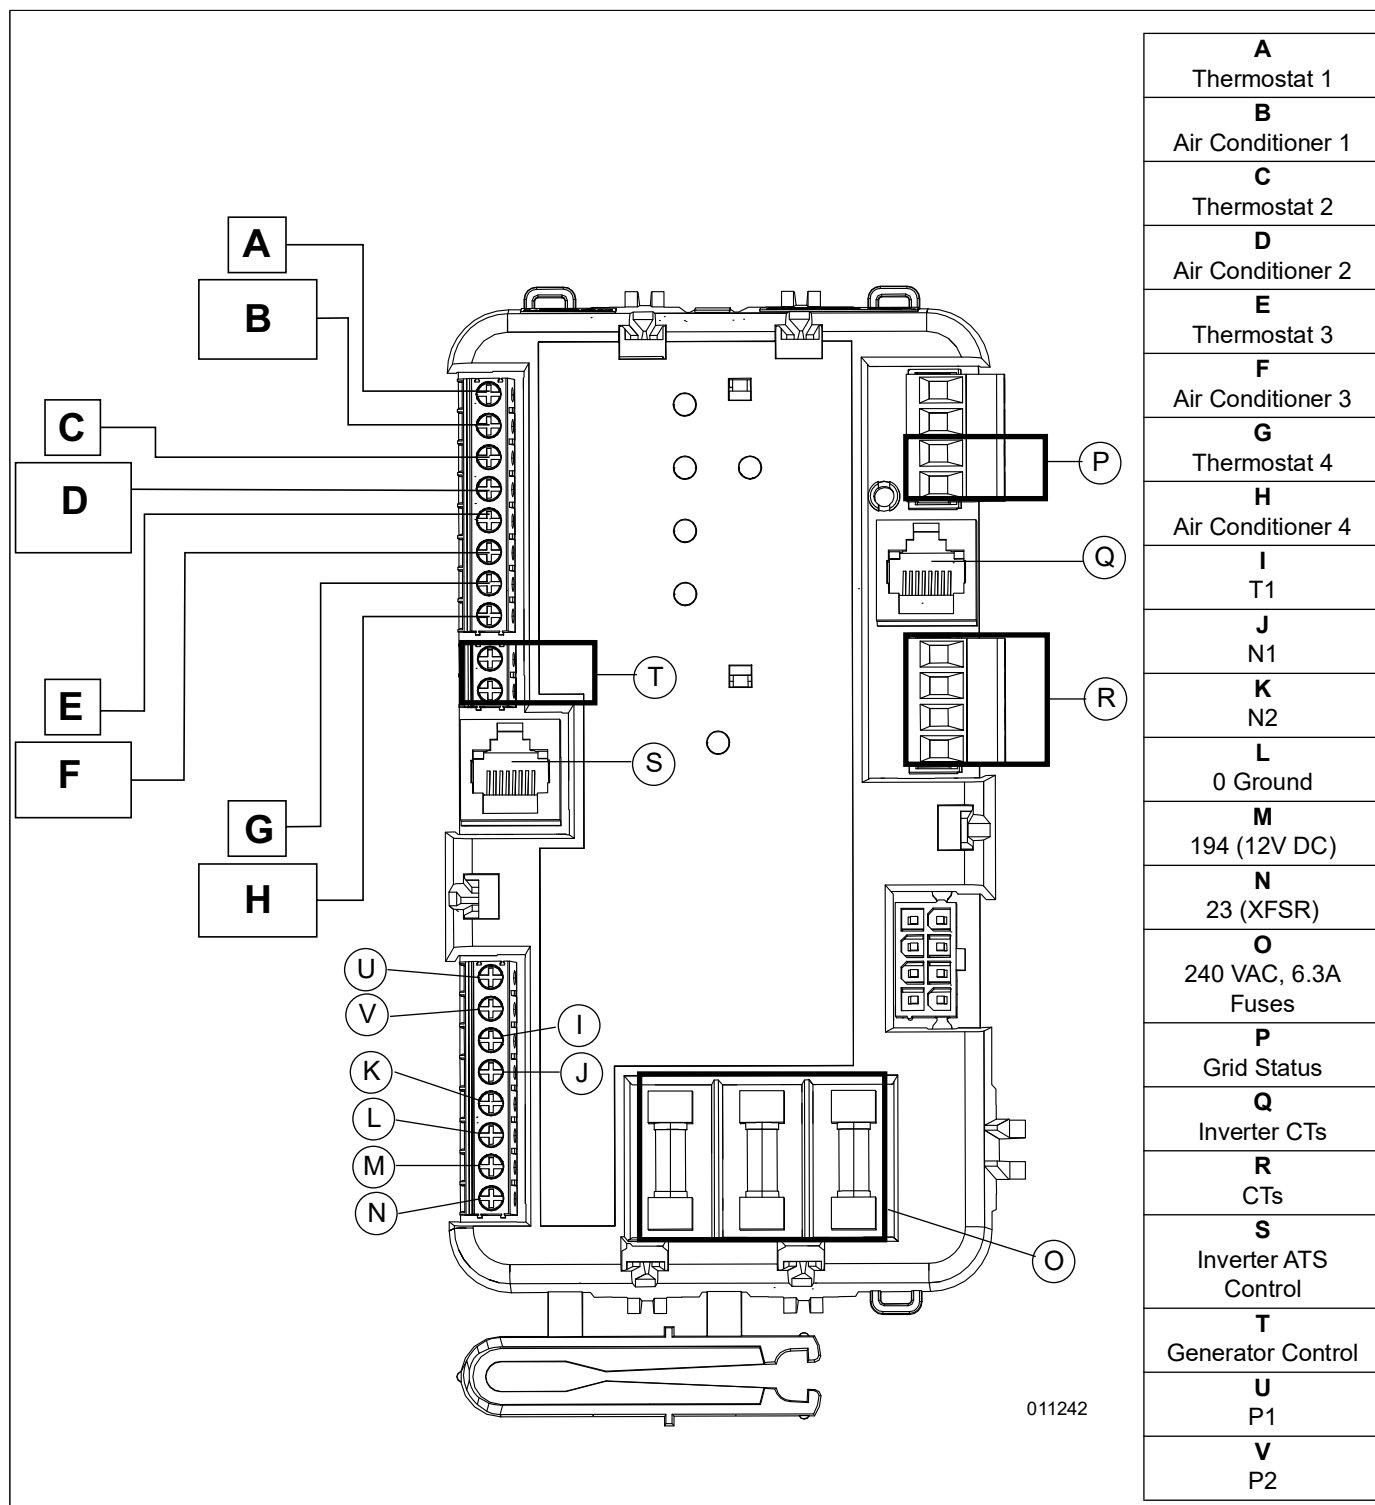 A
B
C
D
E
F
G
H
U
V
I
J
K
L
M
N
T
S
P
Q
R
O
011242
A
Thermostat 1
B
Air Conditioner 1
C
Thermostat 2
D
Air Conditioner 2
E
Thermostat 3
F
Air Conditioner 3
G
Thermostat 4
H
Air Conditioner 4
I
T1
J
N1
K
N2
L
0 Ground
M
194 (12V DC)
N
23 (XFSR)
O
240 VAC, 6.3A
Fuses
P
Grid Status
Q
Inverter CTs
R
CTs
S
Inverter ATS
Control
T
Generator Control
U
P1
V
P2